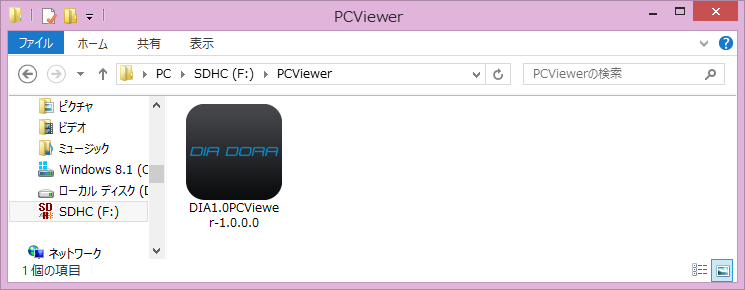 PCViewer
ファイル ホーム 共有 表示
PC SDHC (F:) PCViewer PCViewerの検索
ピクチャ
ビデオ
ミュージック
Windows 8.1 (C
ローカル ディスク (D
SDHC (F:)
ネットワーク
DIA DORA
DIA1.0PCViewe
r-1.0.0.0
1 個の項目